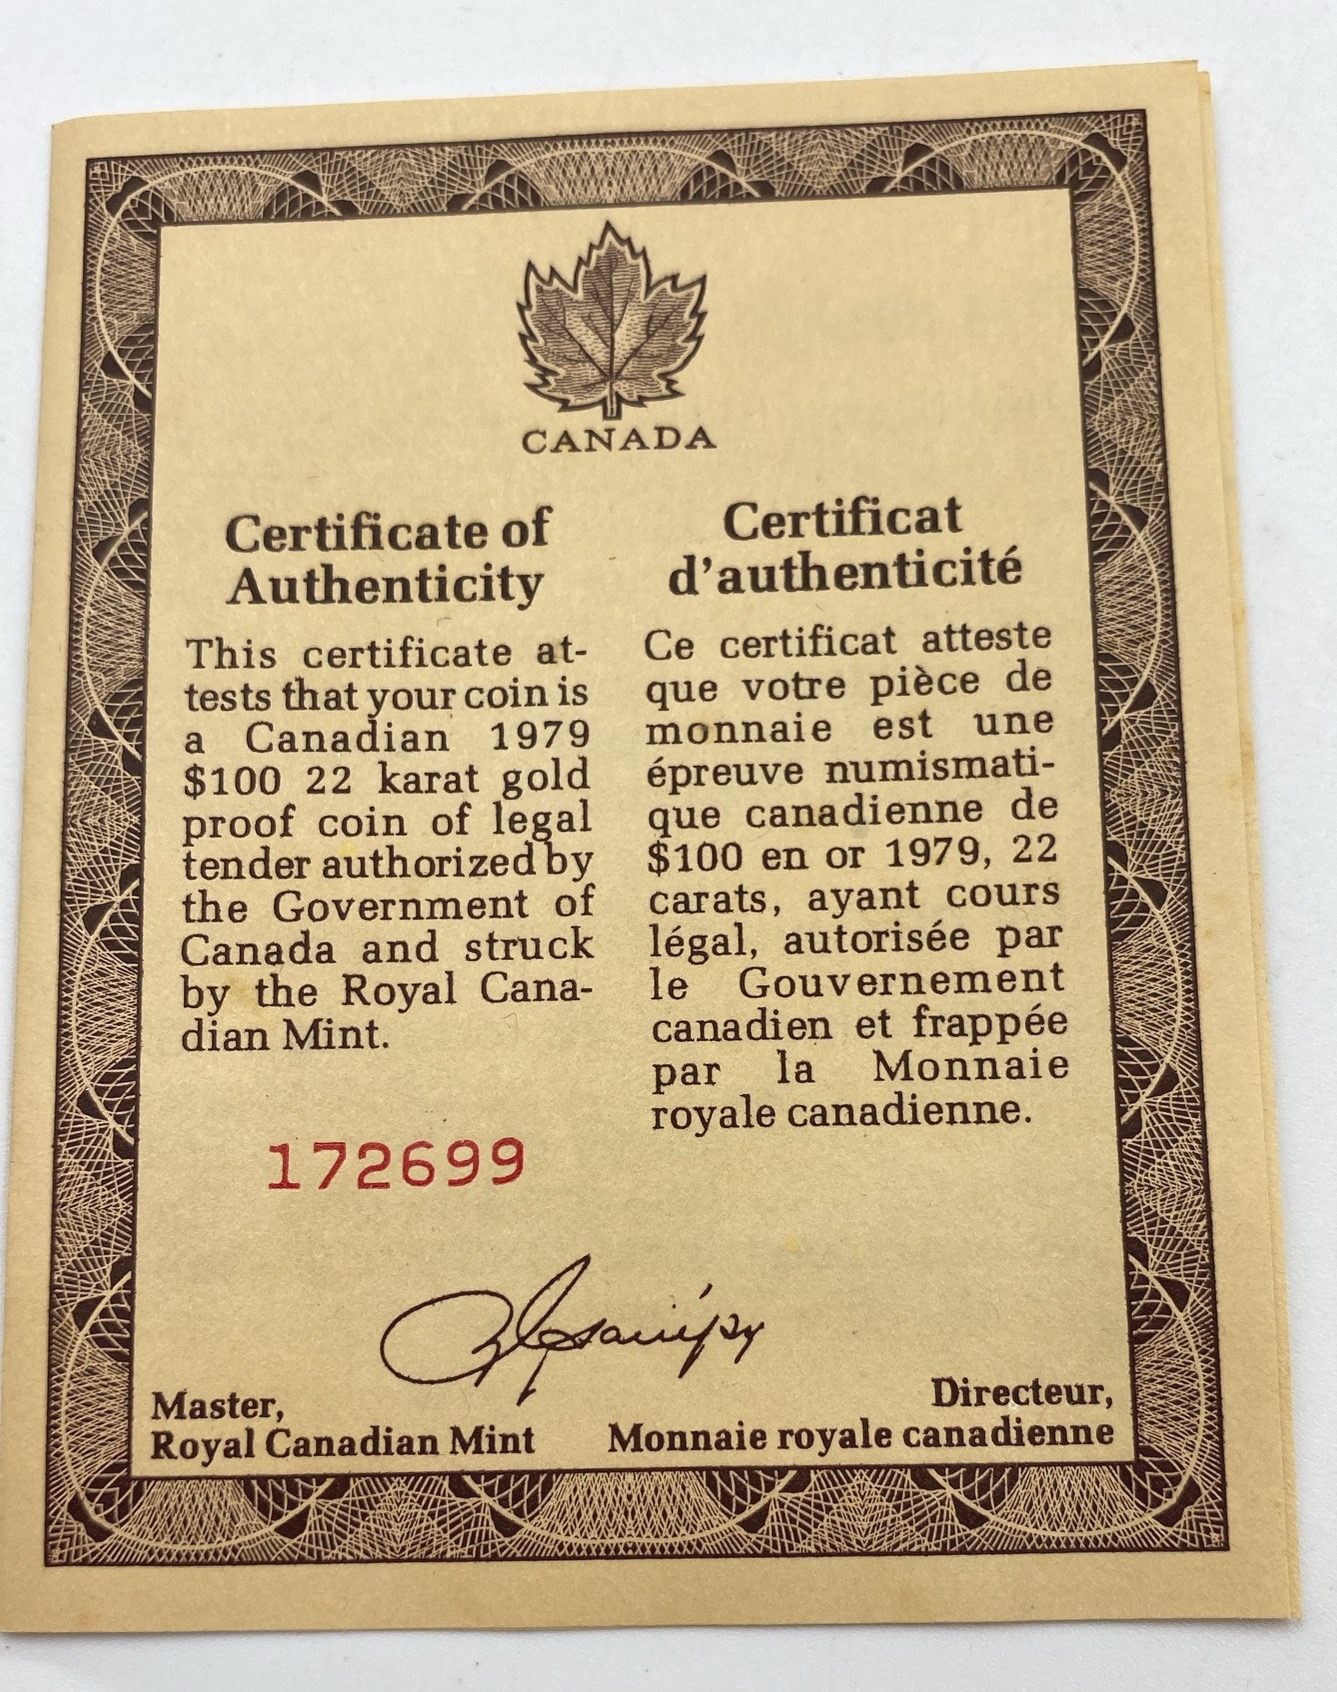 CANADA
Certificate of
Authenticity
This certificate at-
tests that your coin is
a Canadian 1979
$100 22 karat gold
proof coin of legal
tender authorized by
the Government of
Canada and struck
by the Royal Cana-
dian Mint.
172699
Certificat
d'authenticité
Ce certificat atteste
que votre pièce de
monnaie est une
épreuve numismati-
que canadienne de
$100 en or 1979, 22
carats, ayant cours
légal, autorisée par
le Gouvernement
canadien et frappée
par la Monnaie
royale canadienne.
Master,
Royal Canadian Mint
Directeur,
Monnaie royale canadienne